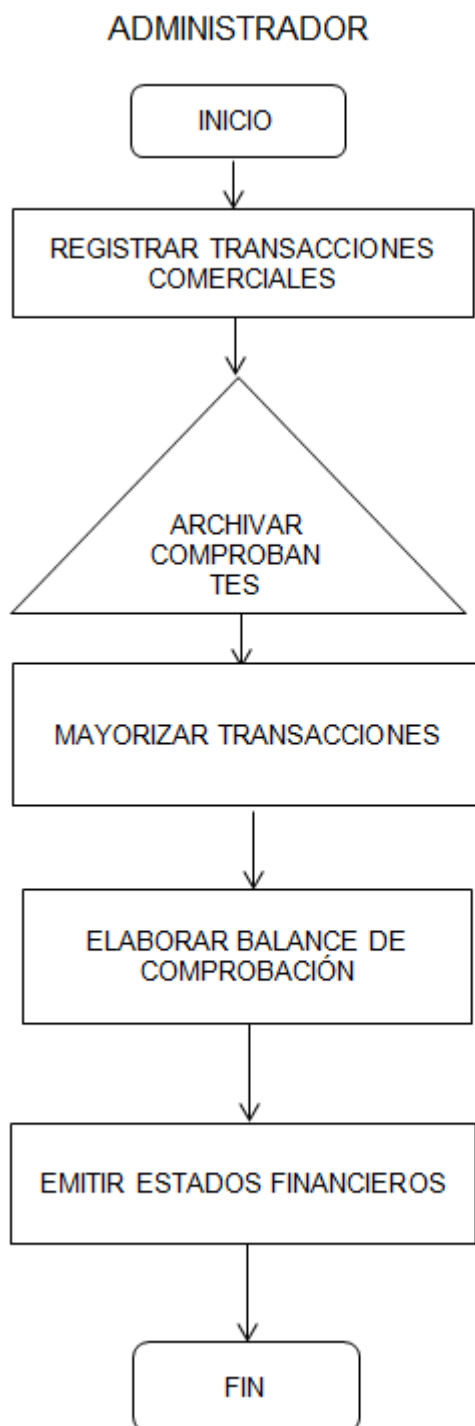 ADMINISTRADOR
INICIO
REGISTRAR TRANSACCIONES
COMERCIALES
ARCHIVAR
COMPROBAN
TES
MAYORIZAR TRANSACCIONES
ELABORAR BALANCE DE
COMPROBACIÓN
EMITIR ESTADOS FINANCIEROS
FIN